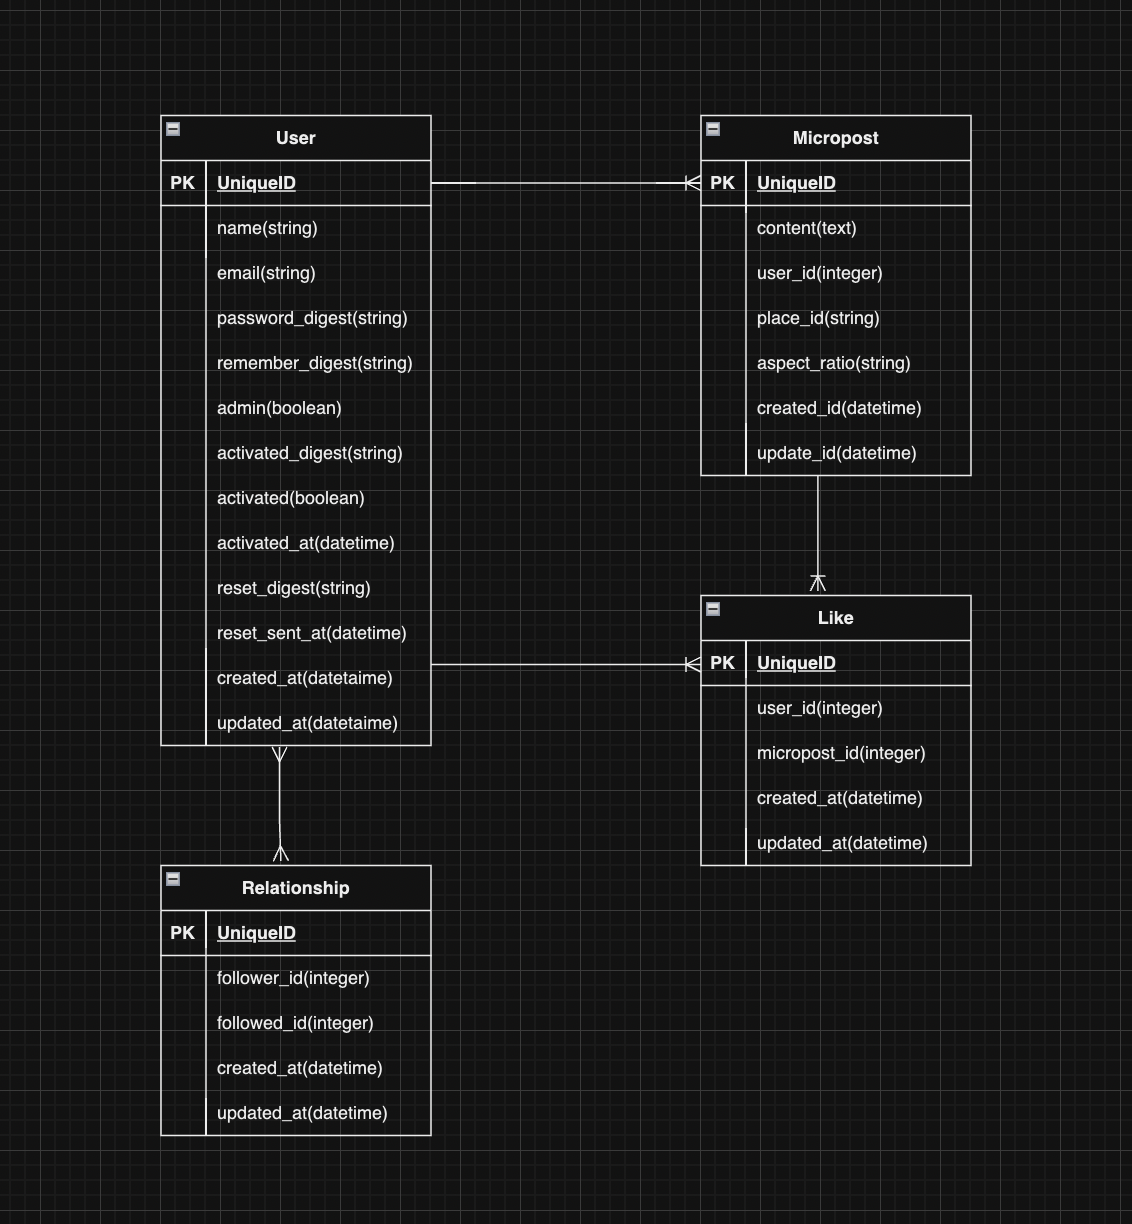 User
PK UniqueID
name(string)
email(string)
password_digest(string)
remember_digest(string)
admin(boolean)
activated_digest(string)
activated(boolean)
activated_at(datetime)
reset_digest(string)
reset_sent_at(datetime)
created_at(datetaime)
updated_at(datetaime)
Micropost
PK UniqueID
content(text)
user_id(integer)
place_id(string)
aspect_ratio(string)
created_id(datetime)
update_id(datetime)
Like
PK UniqueID
user_id(integer)
micropost_id(integer)
created_at(datetime)
updated_at(datetime)
Relationship
PK UniqueID
follower_id(integer)
followed_id(integer)
created_at(datetime)
updated_at(datetime)